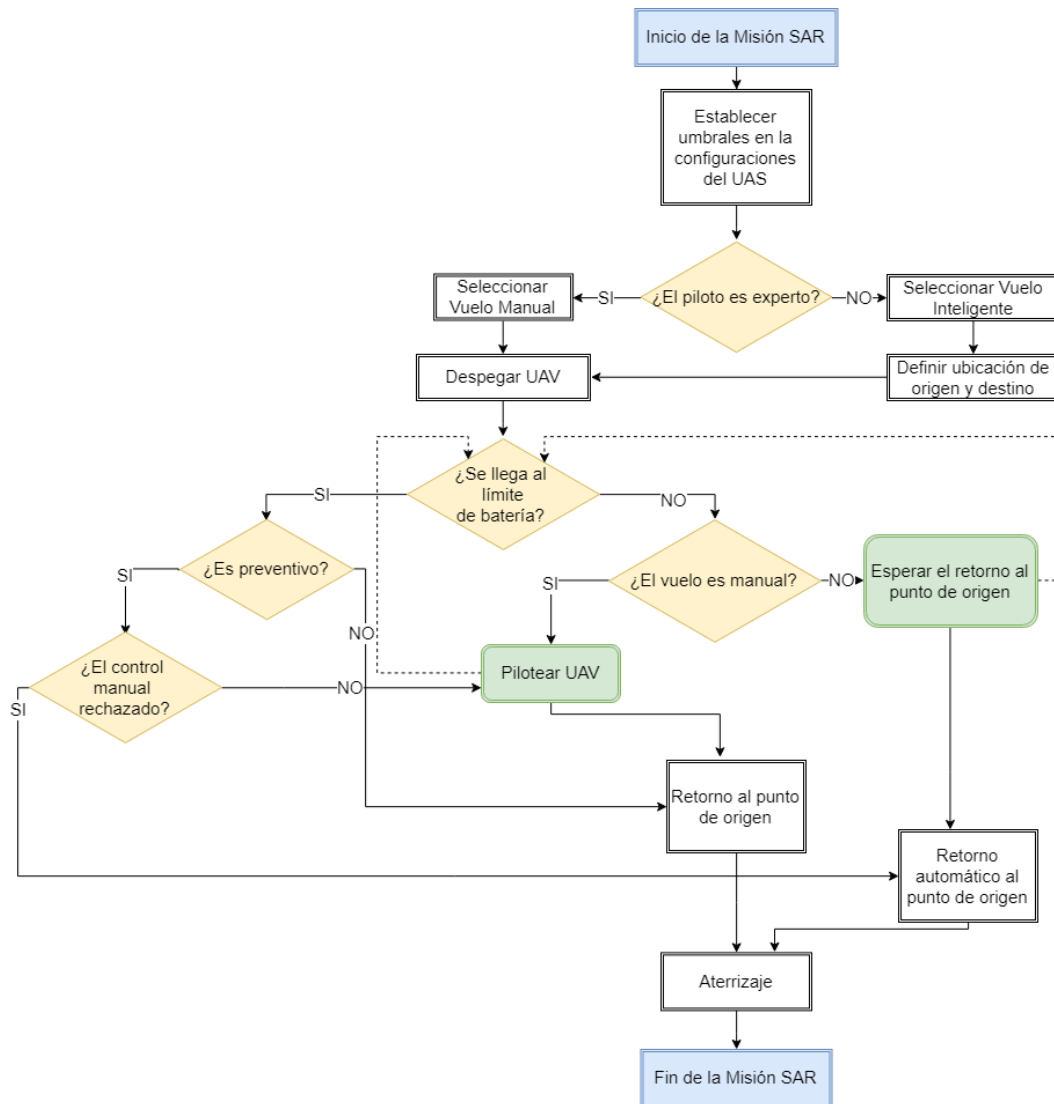 Inicio de la Misión SAR
Establecer
umbrales en la
configuraciones
del UAS
¿El piloto es experto?
SI
NO
Seleccionar
Vuelo Manual
Seleccionar Vuelo
Inteligente
Despegar UAV
Definir ubicación de
origen y destino
¿Se llega al
límite
de batería?
SI
NO
¿Es preventivo?
SI
NO
¿El vuelo es manual?
SI
NO
Esperar el retorno al
punto de origen
¿El control
manual
rechazado?
SI
NO
Pilotear UAV
Retorno al punto
de origen
Retorno
automático al
punto de origen
Aterrizaje
Fin de la Misión SAR